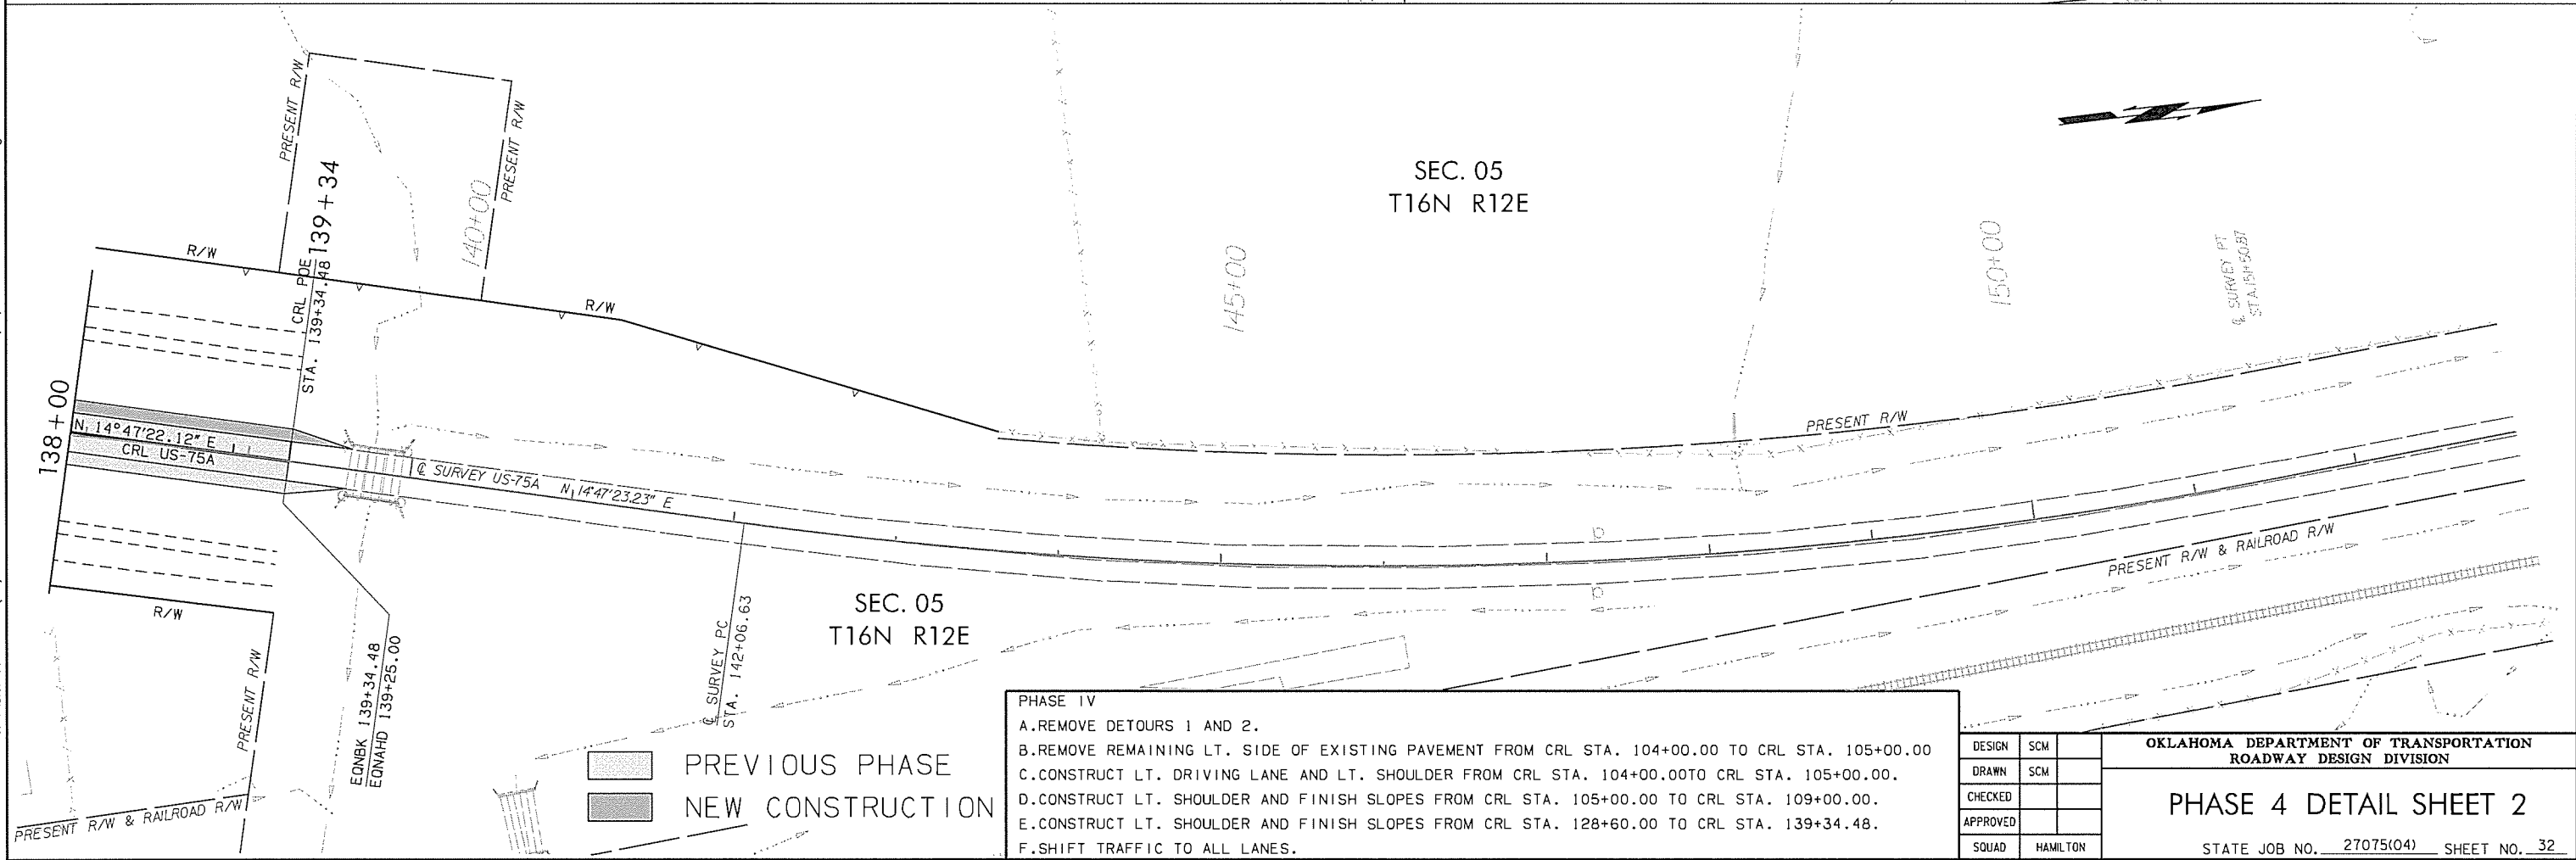 PRESENT R/W
PRESENT R/W
139+34
CRL POE
STA. 139+34.48
140+00
R/W
R/W
SEC. 05
T16N R12E
145+00
150+00
℄ SURVEY PT
STA.151+50.87
138+00
N 14°47'22.12" E
CRL US-75A
℄ SURVEY US-75A N 14°47'23.23" E
PRESENT R/W
PRESENT R/W & RAILROAD R/W
R/W
PRESENT R/W
EQNBK 139+34.48
EQNAHD 139+25.00
℄ SURVEY PC
STA. 142+06.63
SEC. 05
T16N R12E
PRESENT R/W & RAILROAD R/W
PREVIOUS PHASE
NEW CONSTRUCTION
PHASE IV
A.REMOVE DETOURS 1 AND 2.
B.REMOVE REMAINING LT. SIDE OF EXISTING PAVEMENT FROM CRL STA. 104+00.00 TO CRL STA. 105+00.00
C.CONSTRUCT LT. DRIVING LANE AND LT. SHOULDER FROM CRL STA. 104+00.00TO CRL STA. 105+00.00.
D.CONSTRUCT LT. SHOULDER AND FINISH SLOPES FROM CRL STA. 105+00.00 TO CRL STA. 109+00.00.
E.CONSTRUCT LT. SHOULDER AND FINISH SLOPES FROM CRL STA. 128+60.00 TO CRL STA. 139+34.48.
F.SHIFT TRAFFIC TO ALL LANES.
DESIGN SCM
DRAWN SCM
CHECKED
APPROVED
SQUAD HAMILTON
OKLAHOMA DEPARTMENT OF TRANSPORTATION
ROADWAY DESIGN DIVISION
PHASE 4 DETAIL SHEET 2
STATE JOB NO. 27075(04) SHEET NO. 32